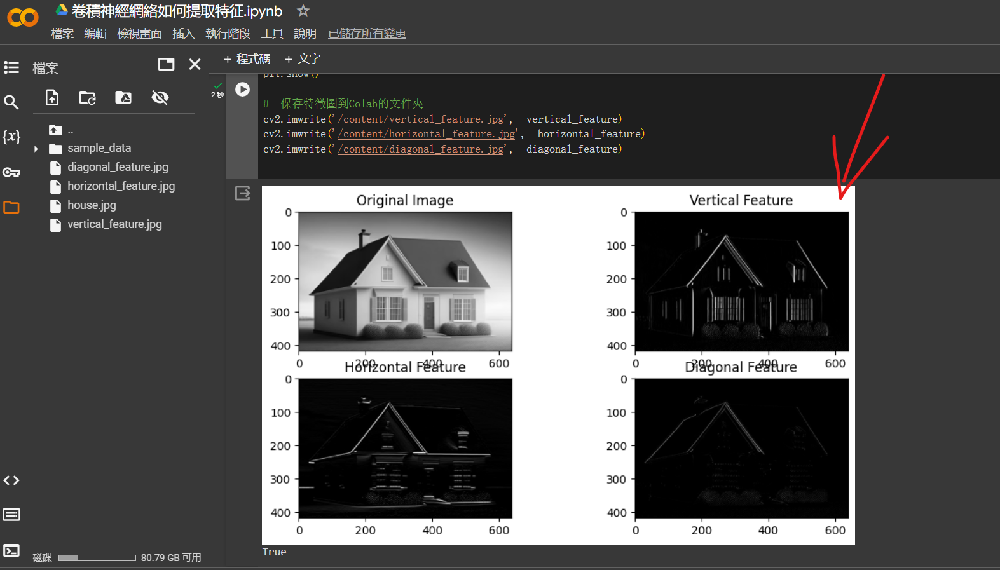 卷積神經網絡如何提取特征.ipynb
檔案 編輯 檢視畫面 插入 執行階段 工具 說明 已儲存所有變更
檔案
+ 程式碼 + 文字
..
sample_data
diagonal_feature.jpg
horizontal_feature.jpg
house.jpg
vertical_feature.jpg
{x}
磁碟 80.79 GB 可用
2 秒
plt.show()
# 保存特徵圖到Colab的文件夾
cv2.imwrite('/content/vertical_feature.jpg', vertical_feature)
cv2.imwrite('/content/horizontal_feature.jpg', horizontal_feature)
cv2.imwrite('/content/diagonal_feature.jpg', diagonal_feature)
Original Image
0
100
200
300
400
0 200 400 600
Vertical Feature
0
100
200
300
400
0 200 400 600
Horizontal Feature
0
100
200
300
400
0 200 400 600
Diagonal Feature
0
100
200
300
400
0 200 400 600
True